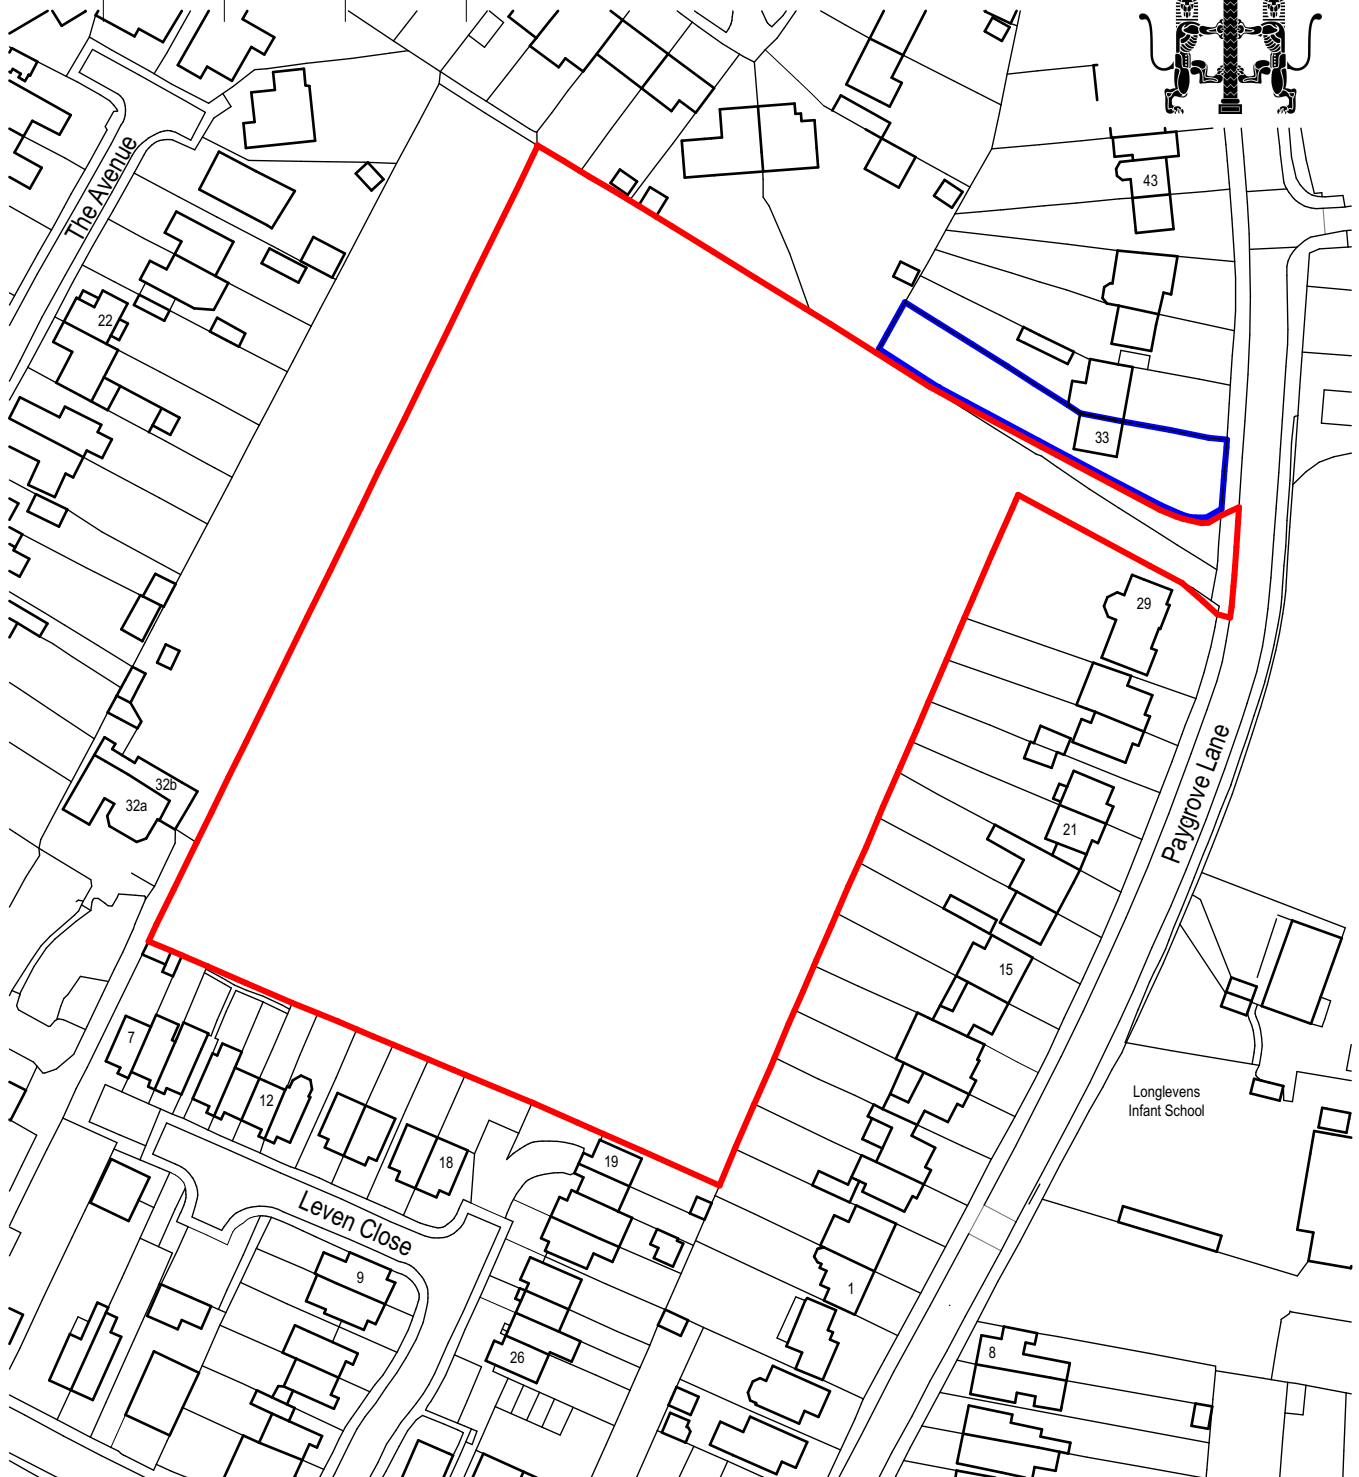 The Avenue
43
22
33
29
32b
32a
Paygrove Lane
21
15
7
12
18
19
Longlevens
Infant School
Leven Close
9
1
26
8